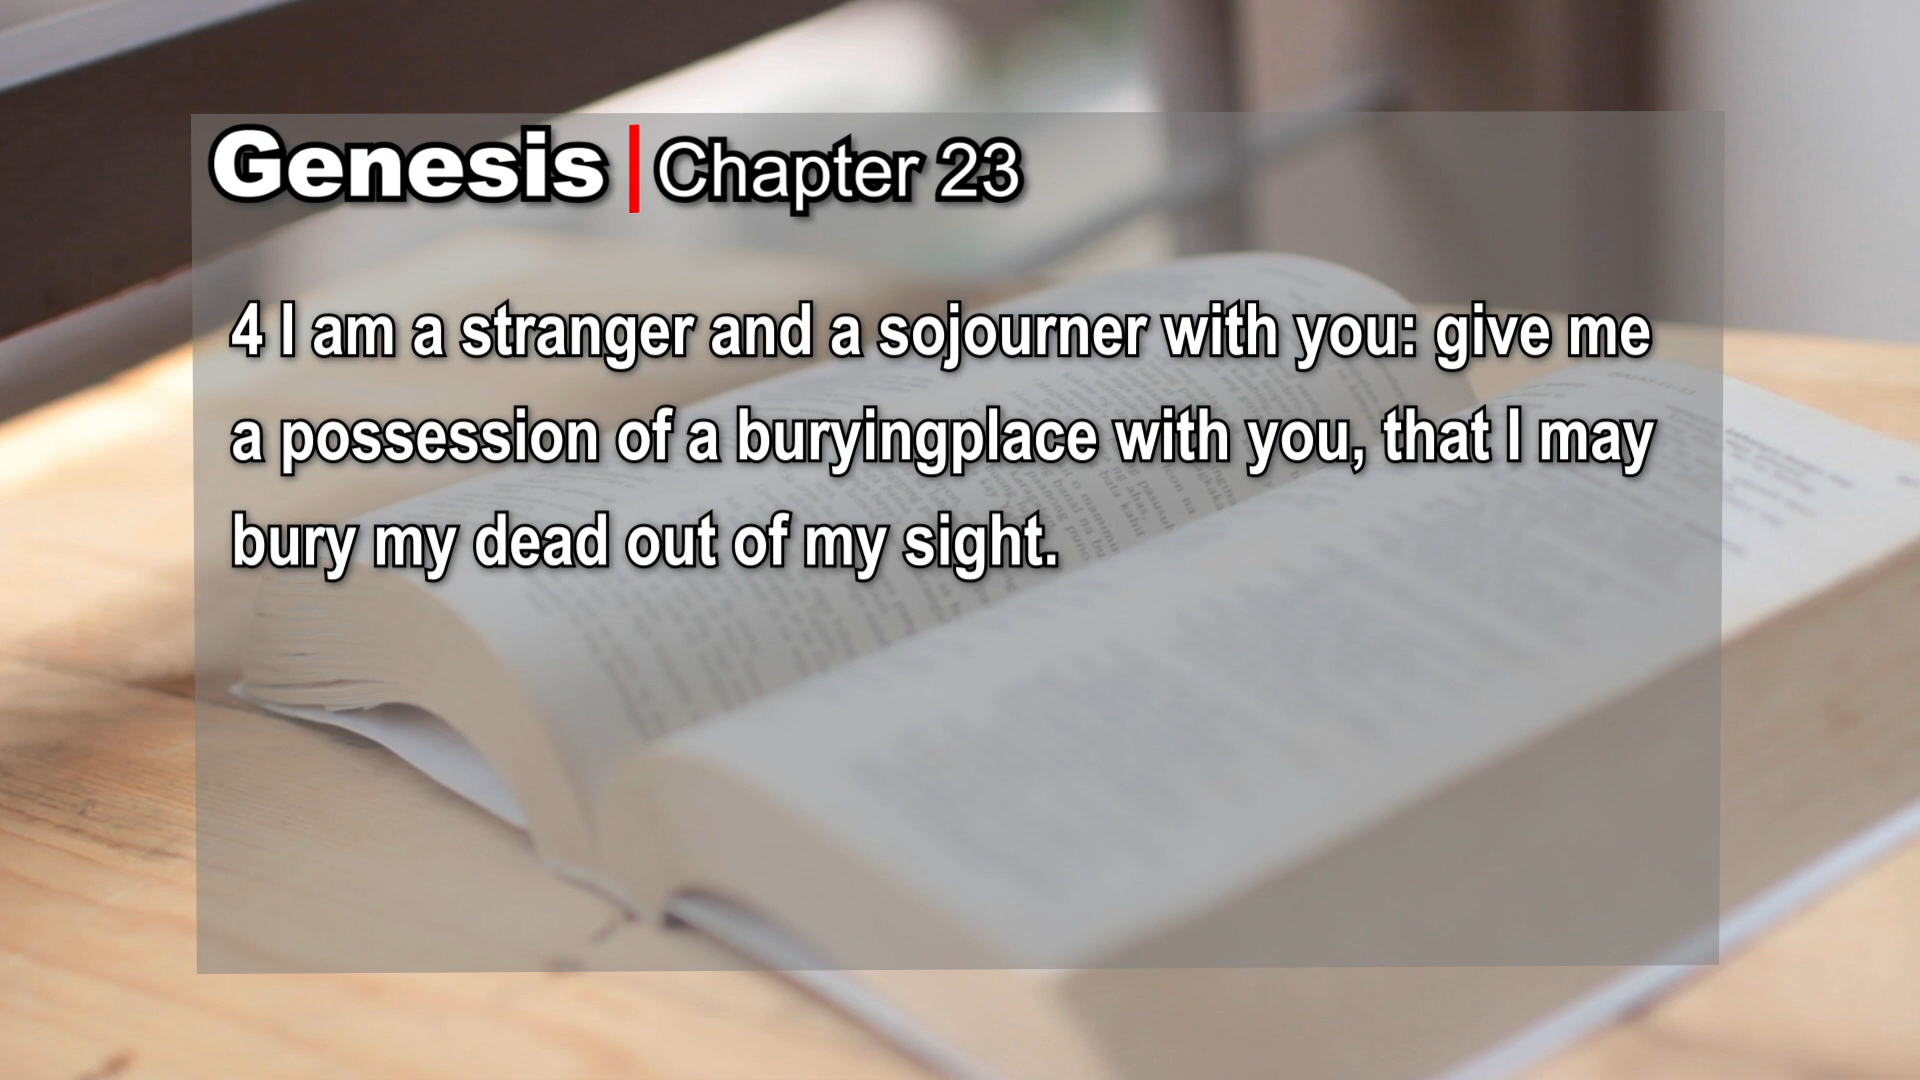 Genesis | Chapter 23
4 I am a stranger and a sojourner with you: give me
a possession of a buryingplace with you, that I may
bury my dead out of my sight.